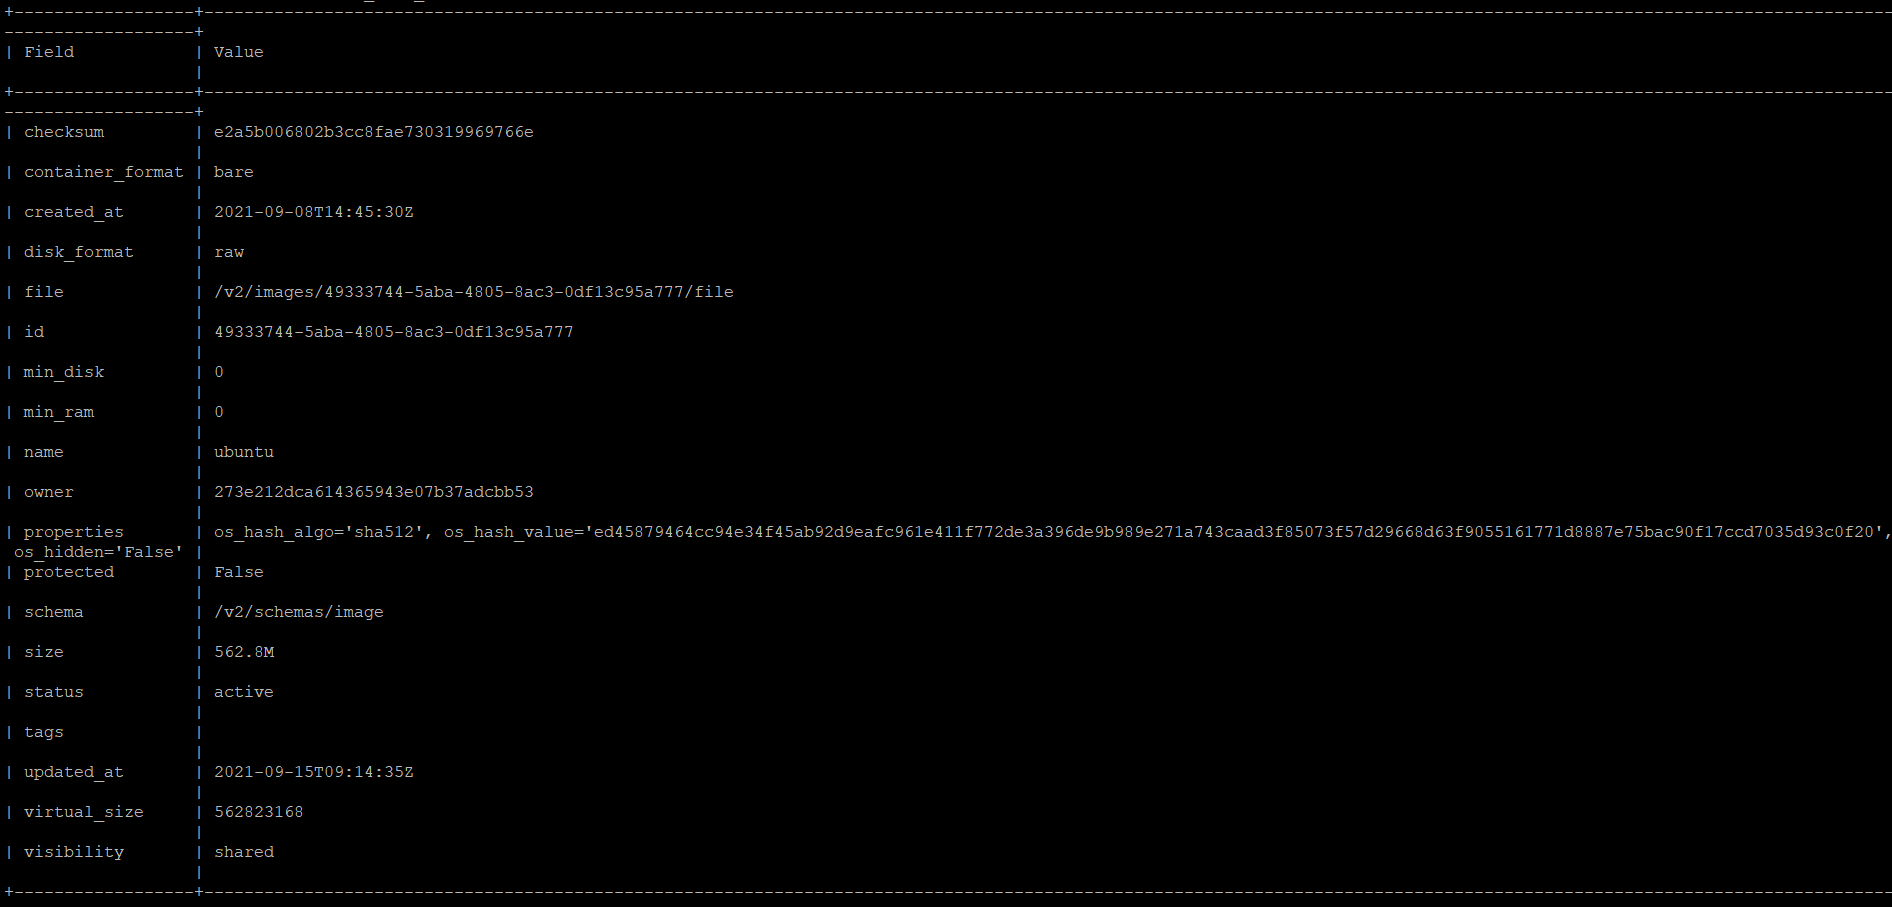 +------------------+--------------------------------------------------------------------------------------------------------------------------------------------------------------------------
-------------------+
| Field            | Value
                   |
+------------------+--------------------------------------------------------------------------------------------------------------------------------------------------------------------------
-------------------+
| checksum         | e2a5b006802b3cc8fae730319969766e
                   |
| container_format | bare
                   |
| created_at       | 2021-09-08T14:45:30Z
                   |
| disk_format      | raw
                   |
| file             | /v2/images/49333744-5aba-4805-8ac3-0df13c95a777/file
                   |
| id               | 49333744-5aba-4805-8ac3-0df13c95a777
                   |
| min_disk         | 0
                   |
| min_ram          | 0
                   |
| name             | ubuntu
                   |
| owner            | 273e212dca614365943e07b37adcbb53
                   |
| properties       | os_hash_algo='sha512', os_hash_value='ed45879464cc94e34f45ab92d9eafc961e411f772de3a396de9b989e271a743caad3f85073f57d29668d63f9055161771d8887e75bac90f17ccd7035d93c0f20',
 os_hidden='False' |
| protected        | False
                   |
| schema           | /v2/schemas/image
                   |
| size             | 562.8M
                   |
| status           | active
                   |
| tags             |
                   |
| updated_at       | 2021-09-15T09:14:35Z
                   |
| virtual_size     | 562823168
                   |
| visibility       | shared
                   |
+------------------+--------------------------------------------------------------------------------------------------------------------------------------------------------------------------